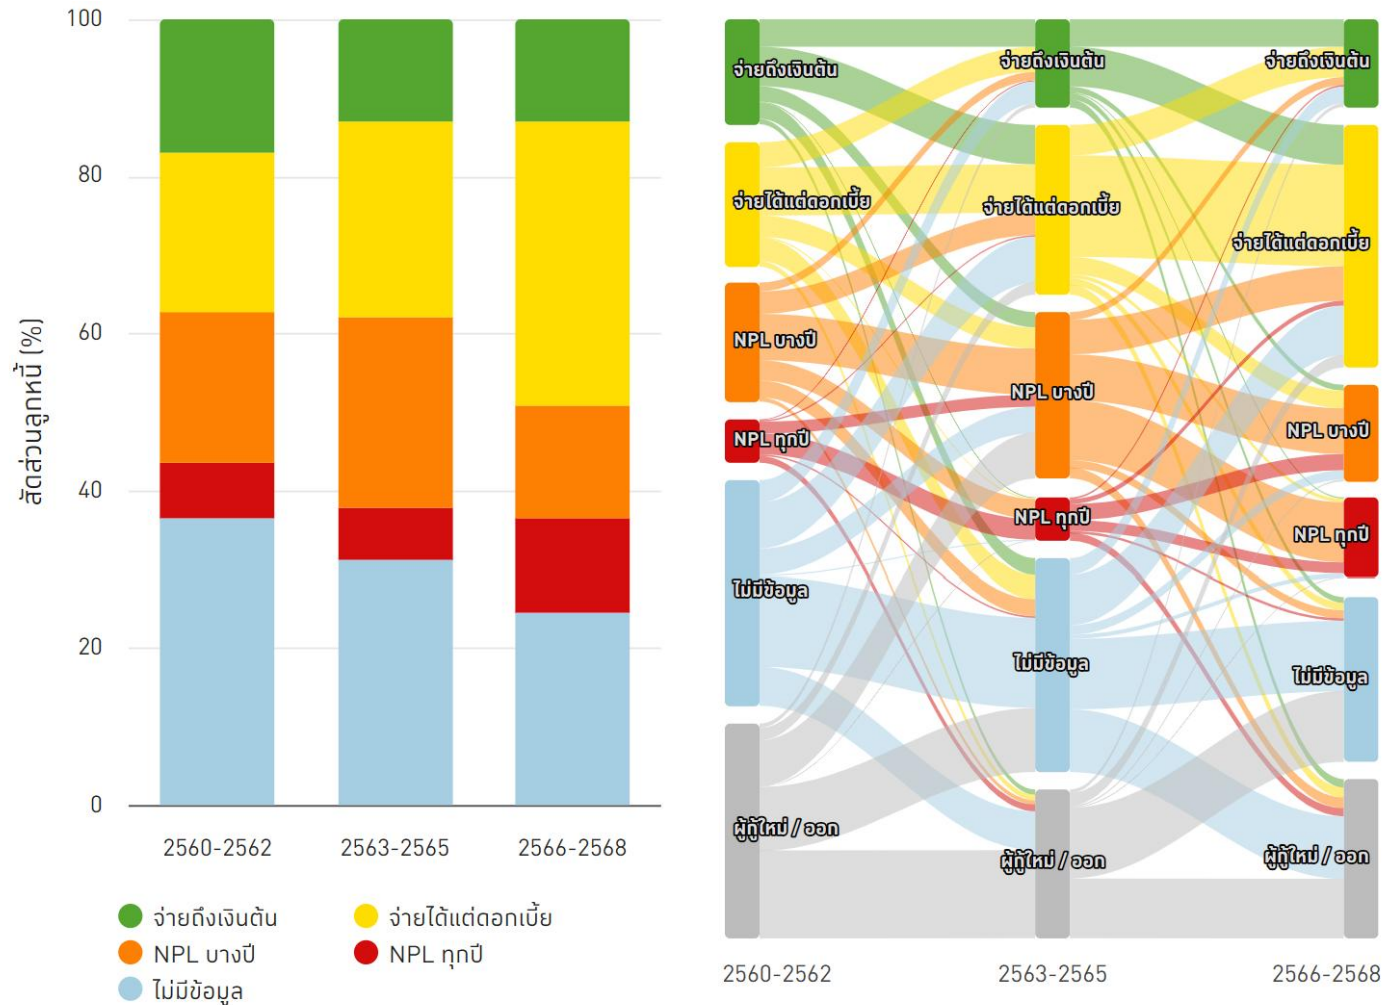 100
80
60
40
20
0
สัดส่วนลูกหนี้ (%)
2560-2562
2563-2565
2566-2568
จ่ายถึงเงินต้น
จ่ายได้แต่ดอกเบี้ย
NPL บางปี
NPL ทุกปี
ไม่มีข้อมูล
จ่ายถึงเงินต้น
จ่ายได้แต่ดอกเบี้ย
NPL บางปี
NPL ทุกปี
ไม่มีข้อมูล
ผู้กู้ใหม่ / ออก
จ่ายถึงเงินต้น
จ่ายได้แต่ดอกเบี้ย
NPL บางปี
NPL ทุกปี
ไม่มีข้อมูล
ผู้กู้ใหม่ / ออก
จ่ายถึงเงินต้น
จ่ายได้แต่ดอกเบี้ย
NPL บางปี
NPL ทุกปี
ไม่มีข้อมูล
ผู้กู้ใหม่ / ออก
2560-2562
2563-2565
2566-2568